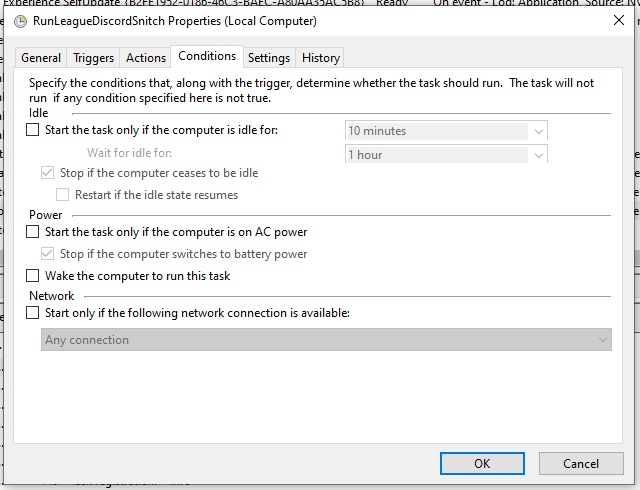 Experience SelfUpdate {B2FE1952-0186-46C3-BAEC-A80AA35AC5B8} Ready On event - Log: Application, Source:
RunLeagueDiscordSnitch Properties (Local Computer)
General Triggers Actions Conditions Settings History
Specify the conditions that, along with the trigger, determine whether the task should run. The task will not
run if any condition specified here is not true.
Idle
Start the task only if the computer is idle for: 10 minutes
Wait for idle for: 1 hour
Stop if the computer ceases to be idle
Restart if the idle state resumes
Power
Start the task only if the computer is on AC power
Stop if the computer switches to battery power
Wake the computer to run this task
Network
Start only if the following network connection is available:
Any connection
OK Cancel